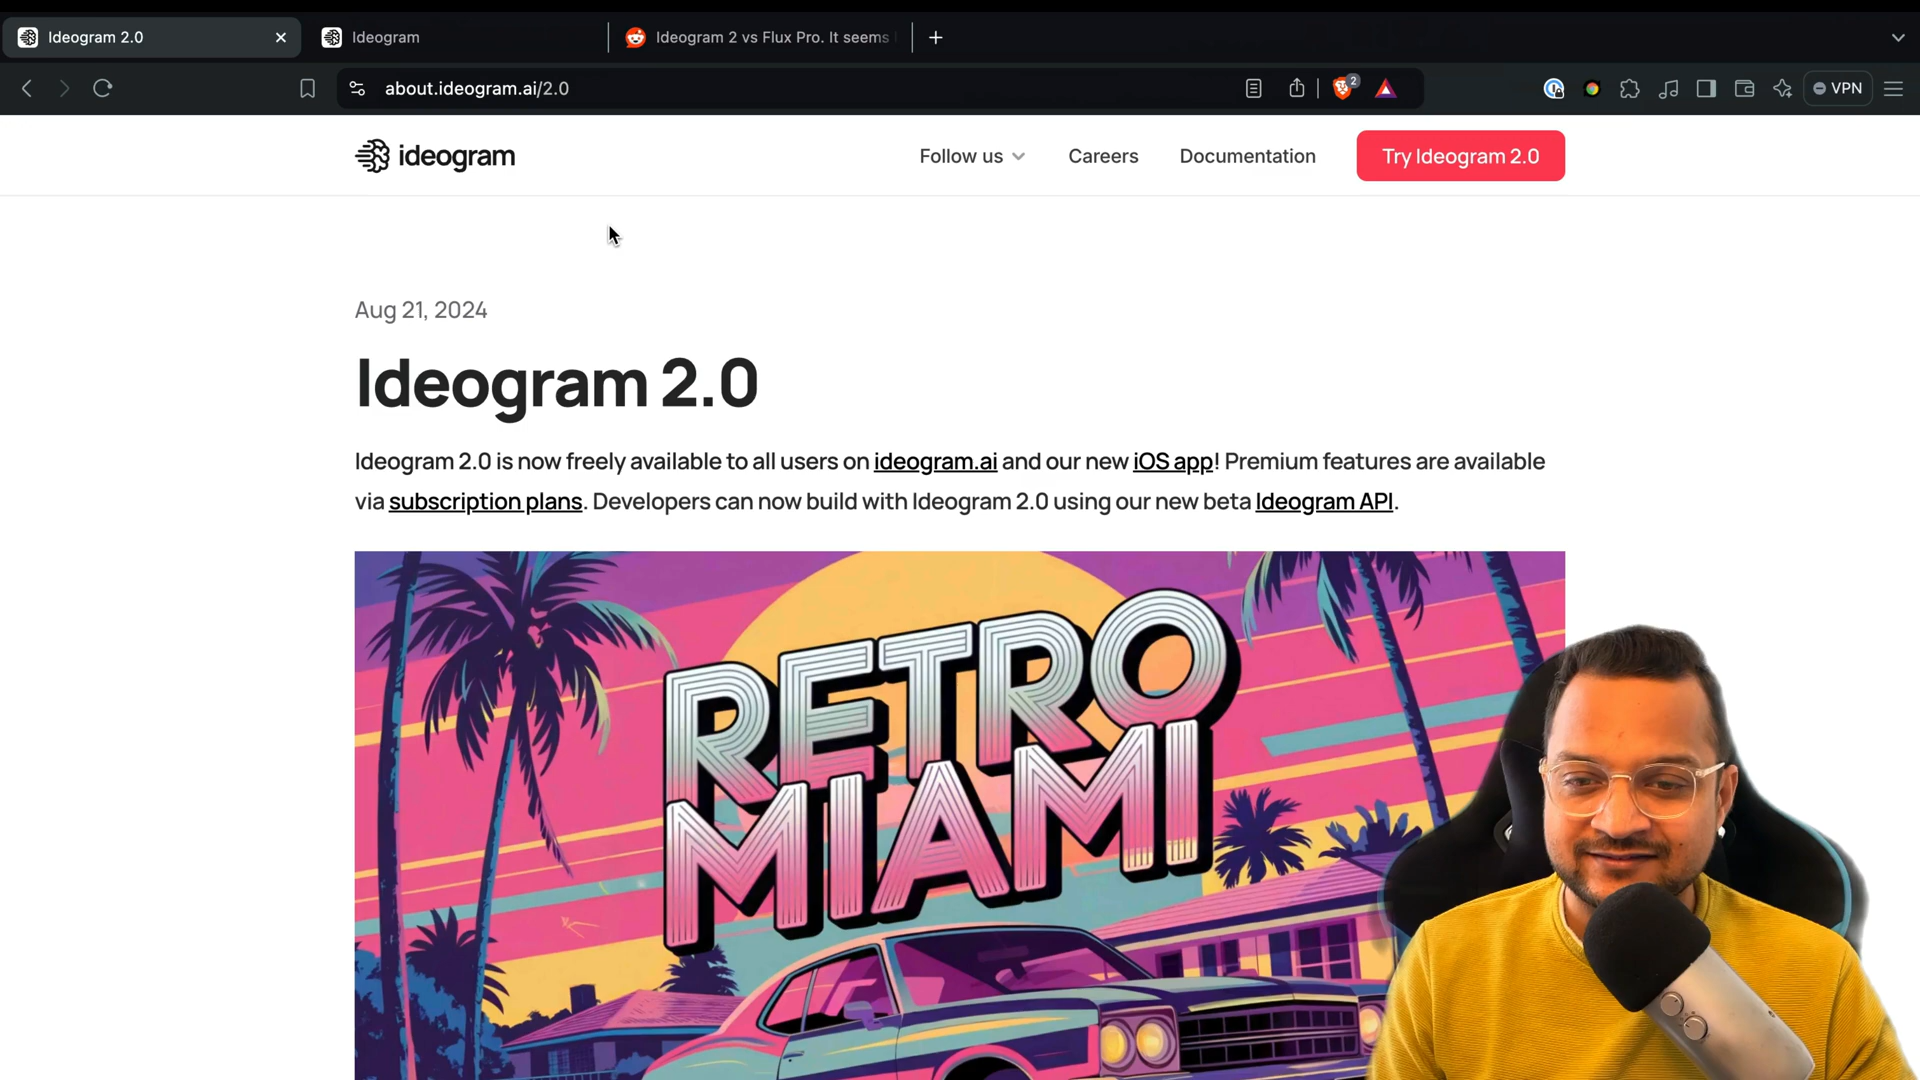 Ideogram 2.0
Ideogram
Ideogram 2 vs Flux Pro. It seems
about.ideogram.ai/2.0
2
VPN
ideogram
Follow us
Careers
Documentation
Try Ideogram 2.0
Aug 21, 2024
Ideogram 2.0
Ideogram 2.0 is now freely available to all users on ideogram.ai and our new iOS app! Premium features are available
via subscription plans. Developers can now build with Ideogram 2.0 using our new beta Ideogram API.
RETRO
MIAMI